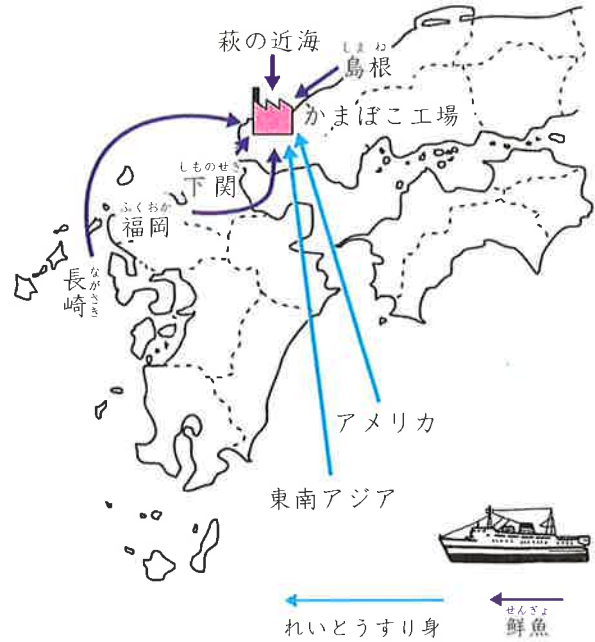 萩の近海
しまね
島根
かまぼこ工場
しものせき
下関
ふくおか
福岡
ながさき
長崎
アメリカ
東南アジア
れいとうすり身
せんぎょ
鮮魚